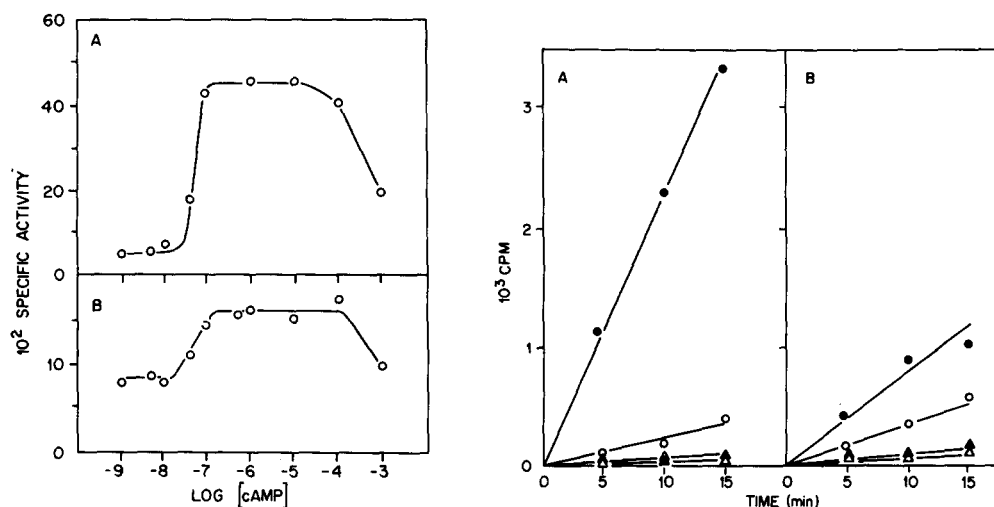 10² SPECIFIC ACTIVITY
A
60
40
20
0
B
10
0
-9 -8 -7 -6 -5 -4 -3
LOG [cAMP]
10³ CPM
A
3
2
1
0
B
0 5 10 15
0 5 10 15
TIME (min)